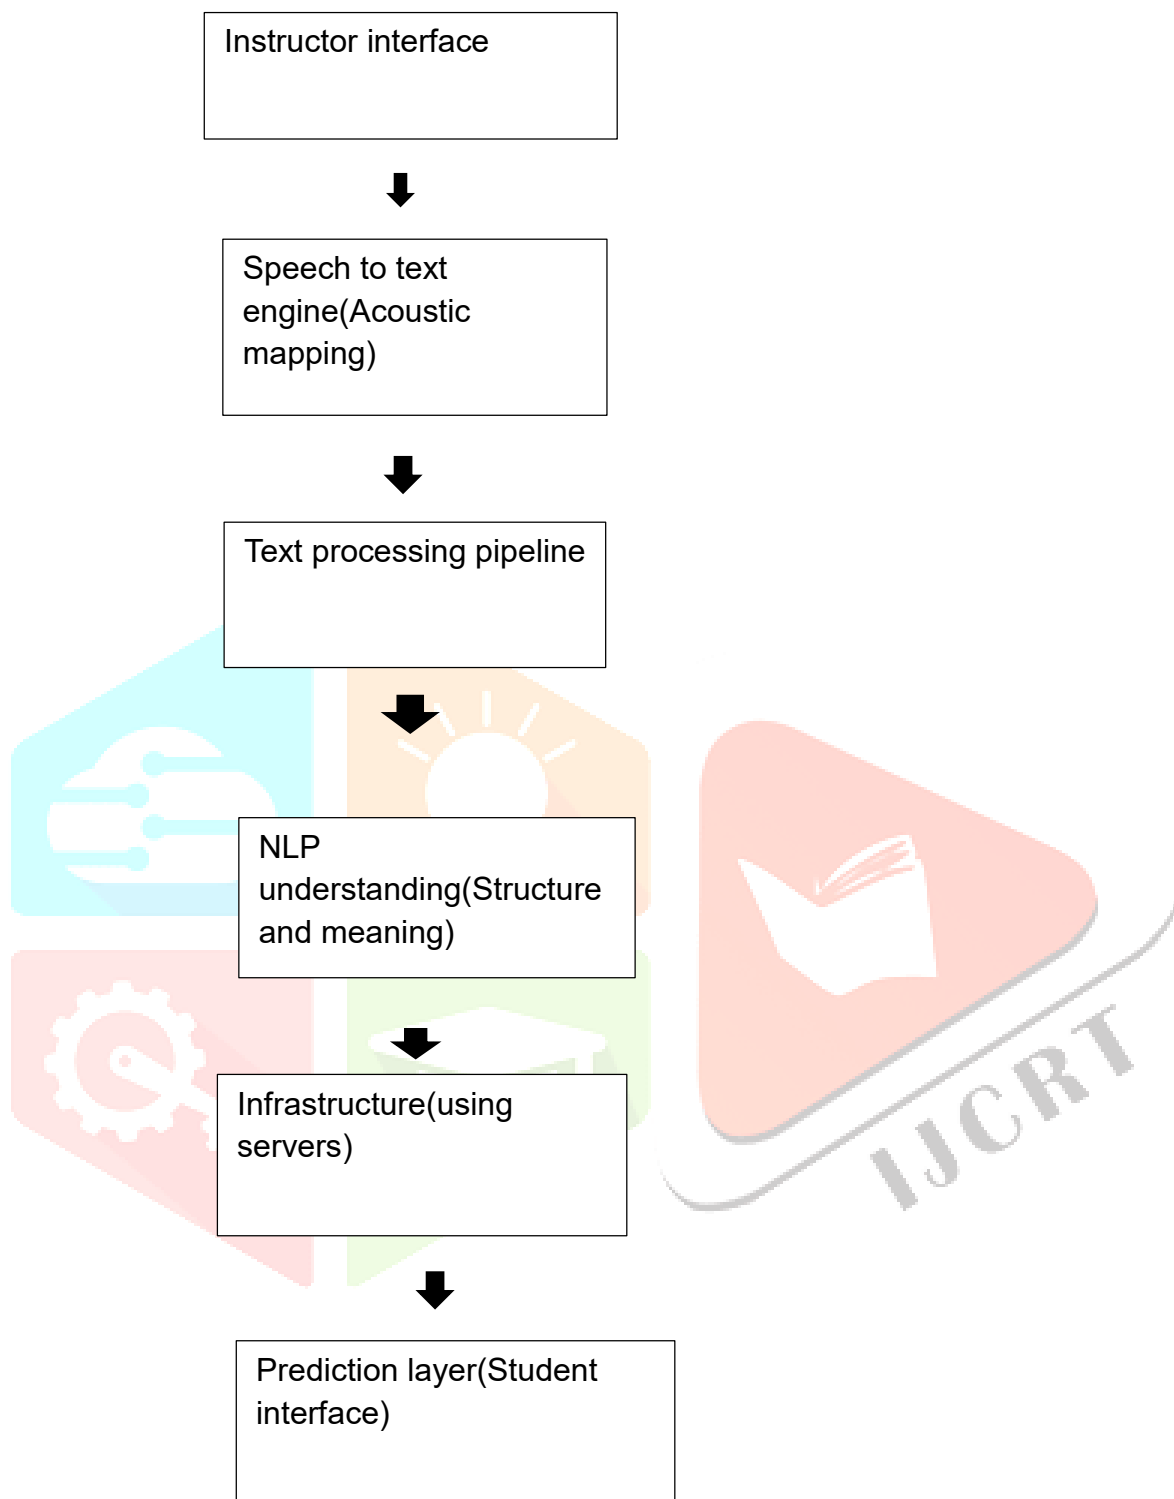 Instructor interface
Speech to text
engine(Acoustic
mapping)
Text processing pipeline
NLP
understanding(Structure
and meaning)
Infrastructure(using
servers)
IJCRT
Prediction layer(Student
interface)